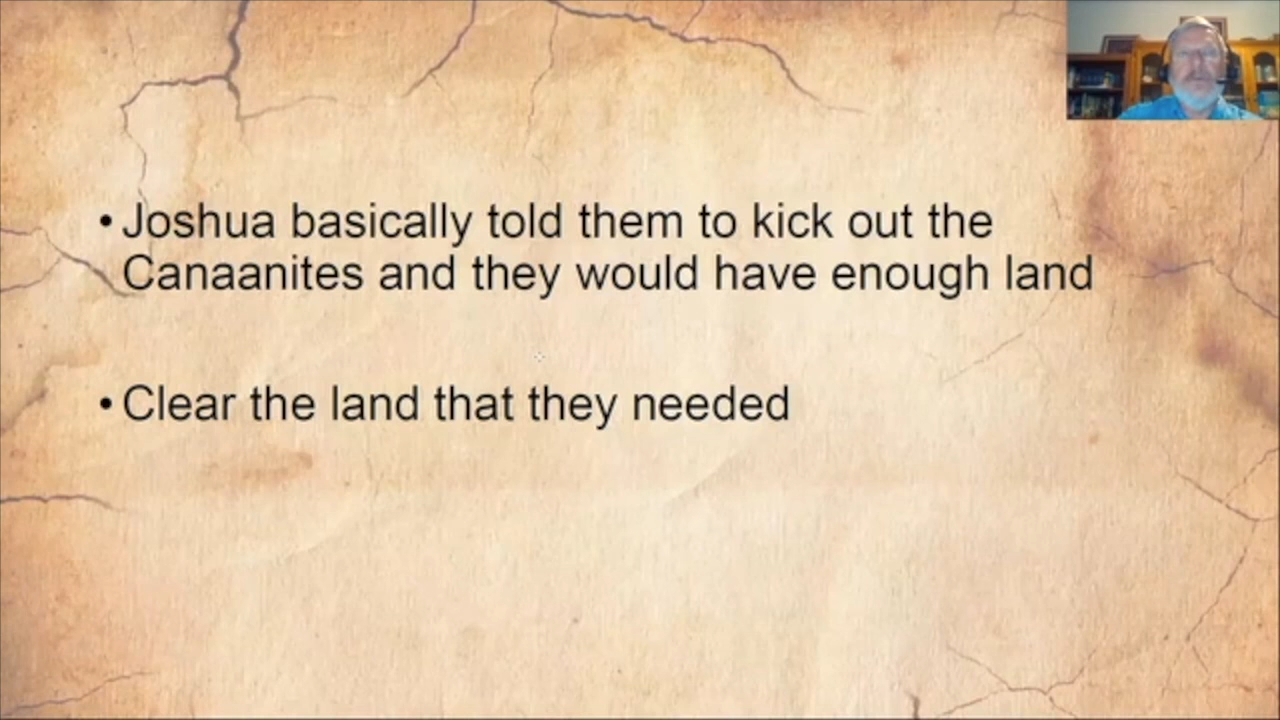 • Joshua basically told them to kick out the
Canaanites and they would have enough land
• Clear the land that they needed